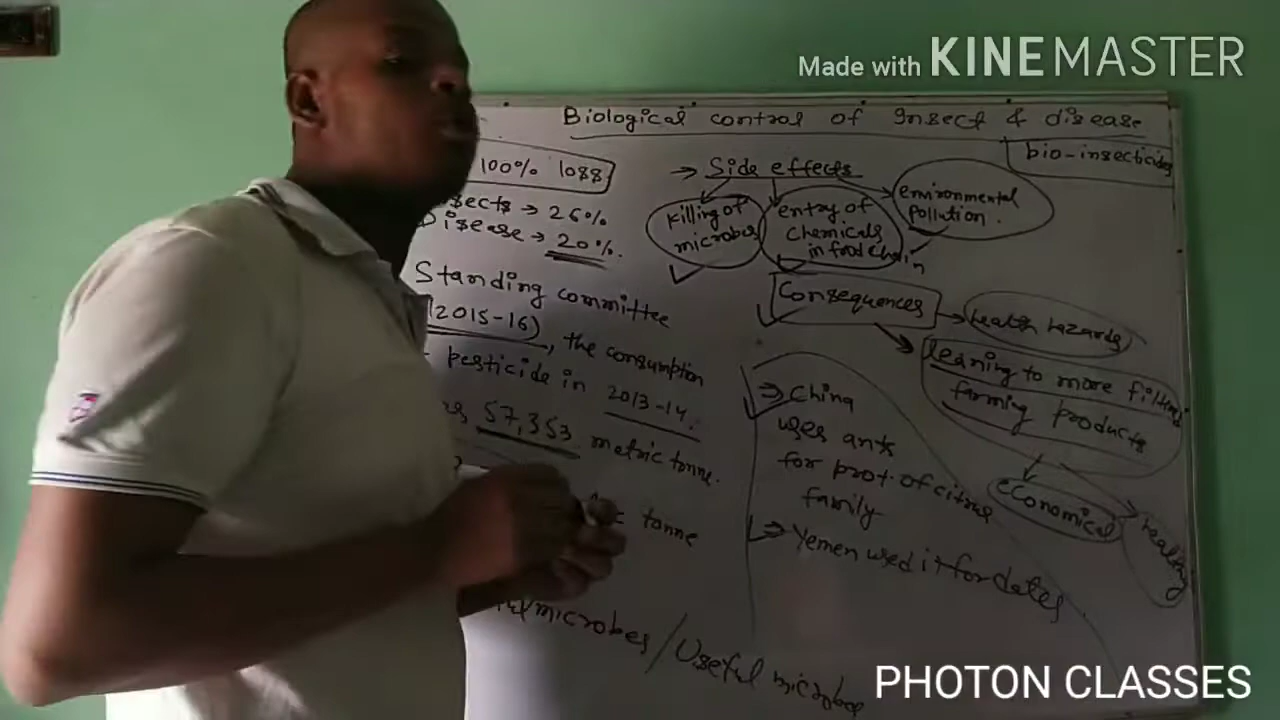 Made with KINEMASTER
Biological control of Insect & disease
bio-insecticides
100% loss
sects → 26%
Disease → 20%.
Standing committee
(2015-16), the consumption
pesticide in 2013-14.
57,353 metric tonne.
tonne
microbes / Useful microbes
→ Side effects
killing of
microbes
entry of
chemicals
in food chain
environmental
pollution.
Consequences
→ health hazards
leaning to more
farming products
economical
healthy
→ China
uses ants
for prot. of citrus
family
→ Yemen used it for dates
PHOTON CLASSES